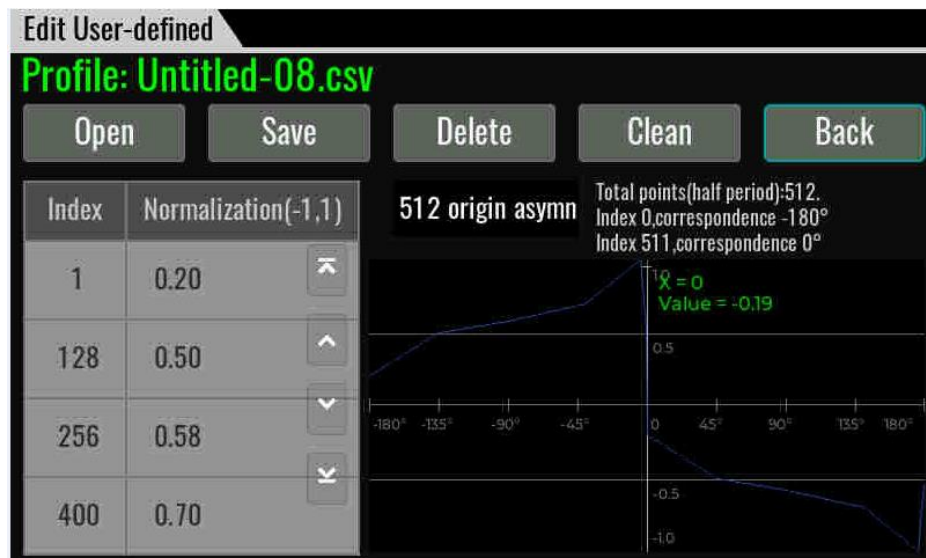 Edit User-defined
Profile: Untitled-08.csv
Open Save Delete Clean Back
Index Normalization(-1,1)
1 0.20
128 0.50
256 0.58
400 0.70
512 origin asymn
Total points(half period):512.
Index 0,correspondence -180°
Index 511,correspondence 0°
1.0
X = 0
Value = -0.19
0.5
-180° -135° -90° -45° 0 45° 90° 135° 180°
-0.5
-1.0